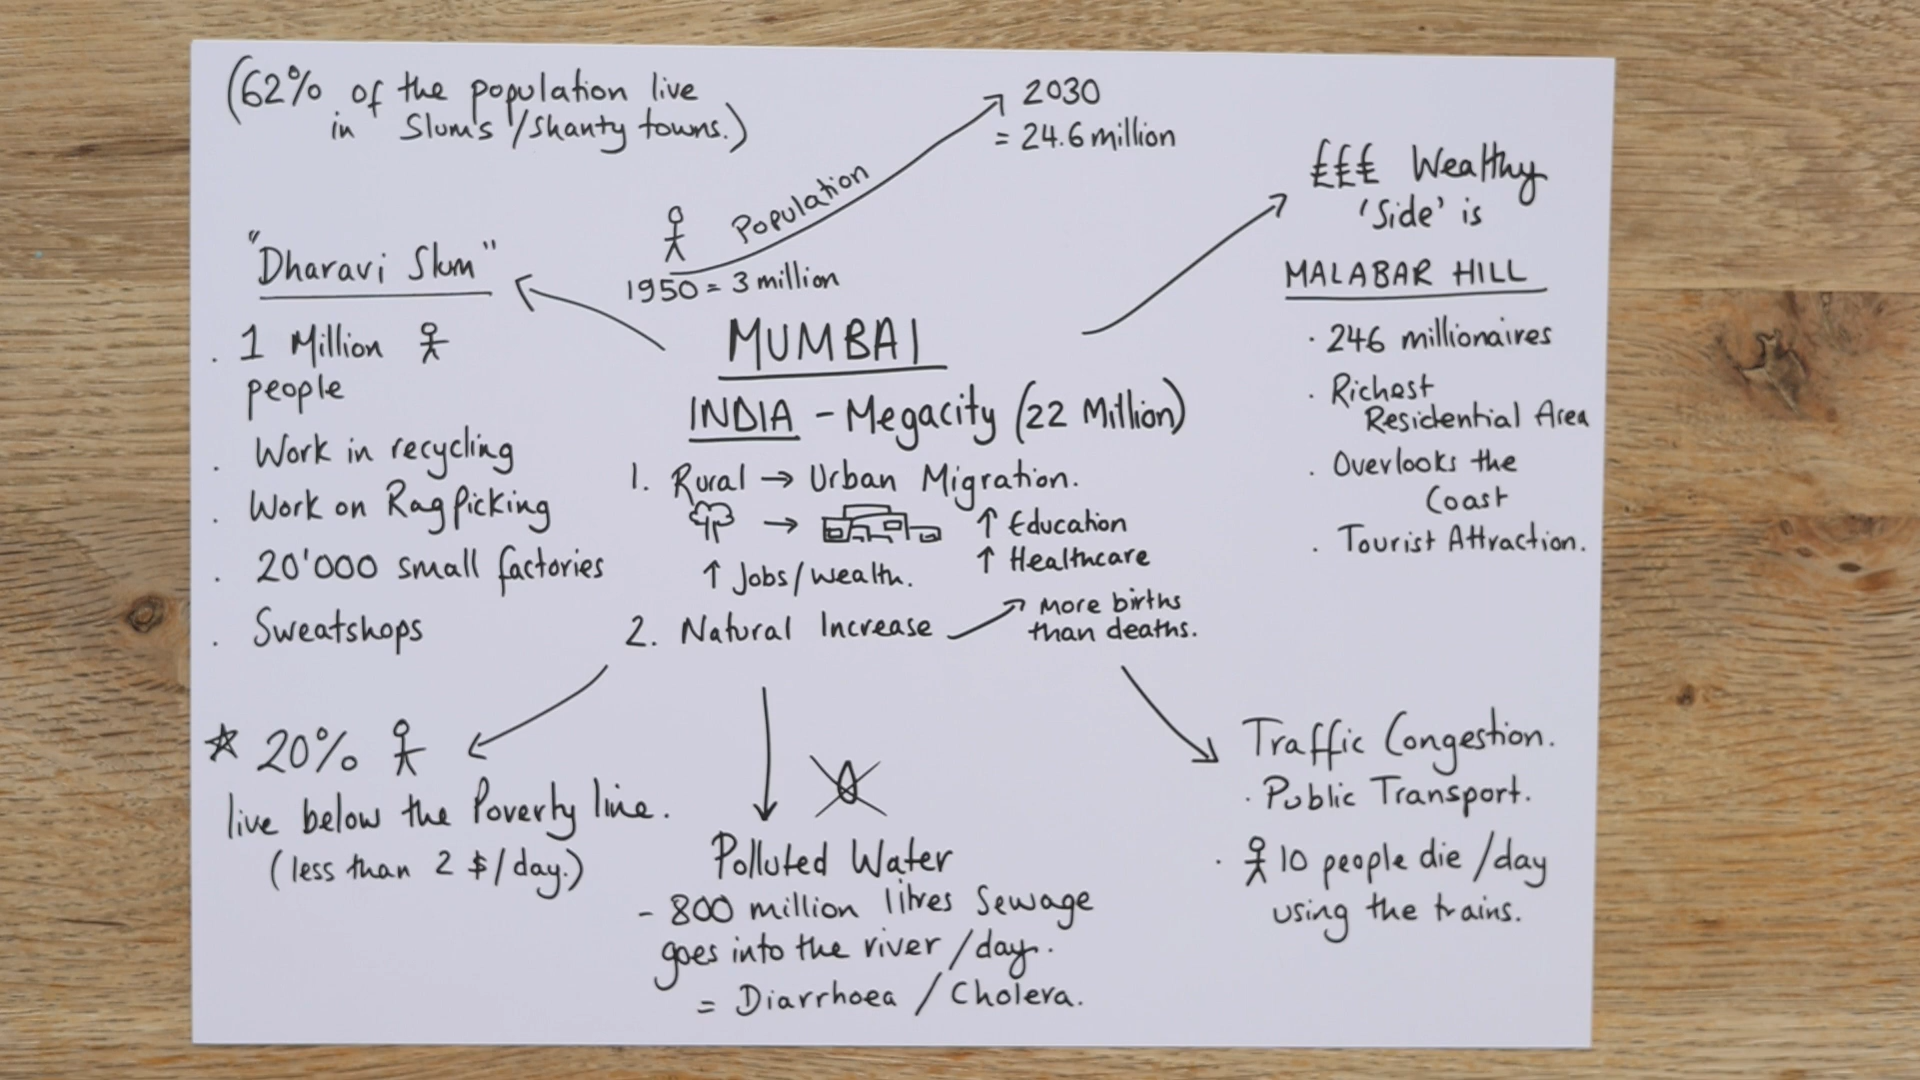 (62% of the population live
in Slums / Shanty towns.)
Population
1950 = 3 million
2030
= 24.6 million
"Dharavi Slum"
. 1 Million
people
. Work in recycling
. Work on Rag Picking
. 20'000 small factories
. Sweatshops
MUMBAI
INDIA - Megacity (22 Million)
1. Rural → Urban Migration.
→
↑ Education
↑ Healthcare
↑ Jobs/wealth.
2. Natural Increase
More births
than deaths.
£££ Wealthy
'Side' is
MALABAR HILL
· 246 millionaires
· Richest
Residential Area
· Overlooks the
Coast
· Tourist Attraction.
☆ 20%
live below the Poverty line.
(less than 2 $/day.)
Polluted Water
- 800 million litres Sewage
goes into the river /day.
= Diarrhoea / Cholera.
Traffic Congestion.
· Public Transport.
· 10 people die /day
using the trains.